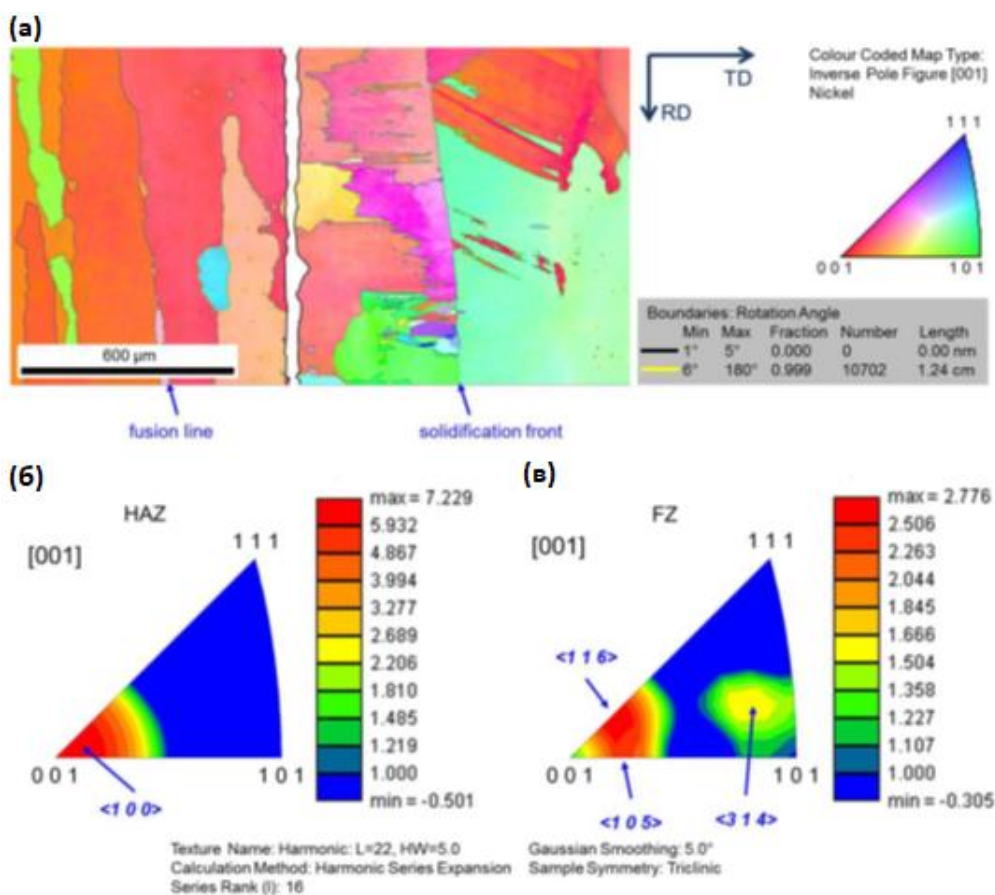 (а)
TD
RD
Colour Coded Map Type:
Inverse Pole Figure [001]
Nickel
1 1 1
0 0 1
1 0 1
600 µm
Boundaries: Rotation Angle
Min Max Fraction Number Length
1° 5° 0.000 0 0.00 nm
6° 180° 0.999 10702 1.24 cm
fusion line
solidification front
(б)
HAZ
[001]
1 1 1
0 0 1
1 0 1
<1 0 0>
max = 7.229
5.932
4.867
3.994
3.277
2.689
2.206
1.810
1.485
1.219
1.000
min = -0.501
(в)
FZ
[001]
1 1 1
<1 1 6>
0 0 1
1 0 1
<1 0 5>
<3 1 4>
max = 2.776
2.506
2.263
2.044
1.845
1.666
1.504
1.358
1.227
1.107
1.000
min = -0.305
Texture Name: Harmonic: L=22, HW=5.0
Calculation Method: Harmonic Series Expansion
Series Rank (l): 16
Gaussian Smoothing: 5.0°
Sample Symmetry: Triclinic